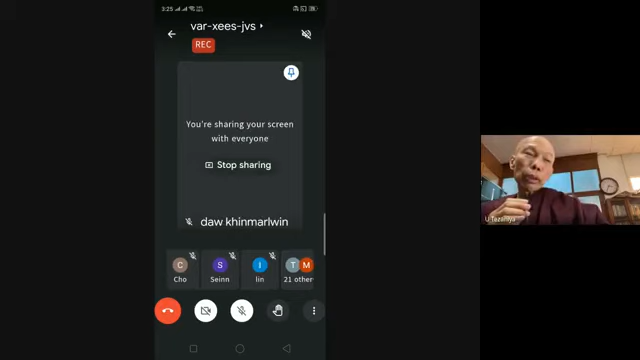 3:25
var-xees-jvs
REC
You're sharing your screen
with everyone
Stop sharing
daw khinmarlwin
C
S
I
T
M
Cho
Seinn
lin
21 other
U Tezaniya